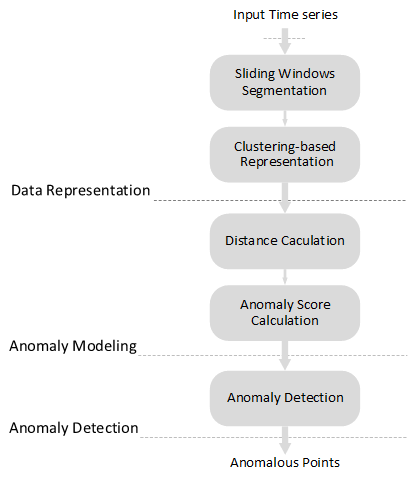 Input Time series
Sliding Windows
Segmentation
Clustering-based
Representation
Data Representation
Distance Caculation
Anomaly Score
Calculation
Anomaly Modeling
Anomaly Detection
Anomaly Detection
Anomalous Points